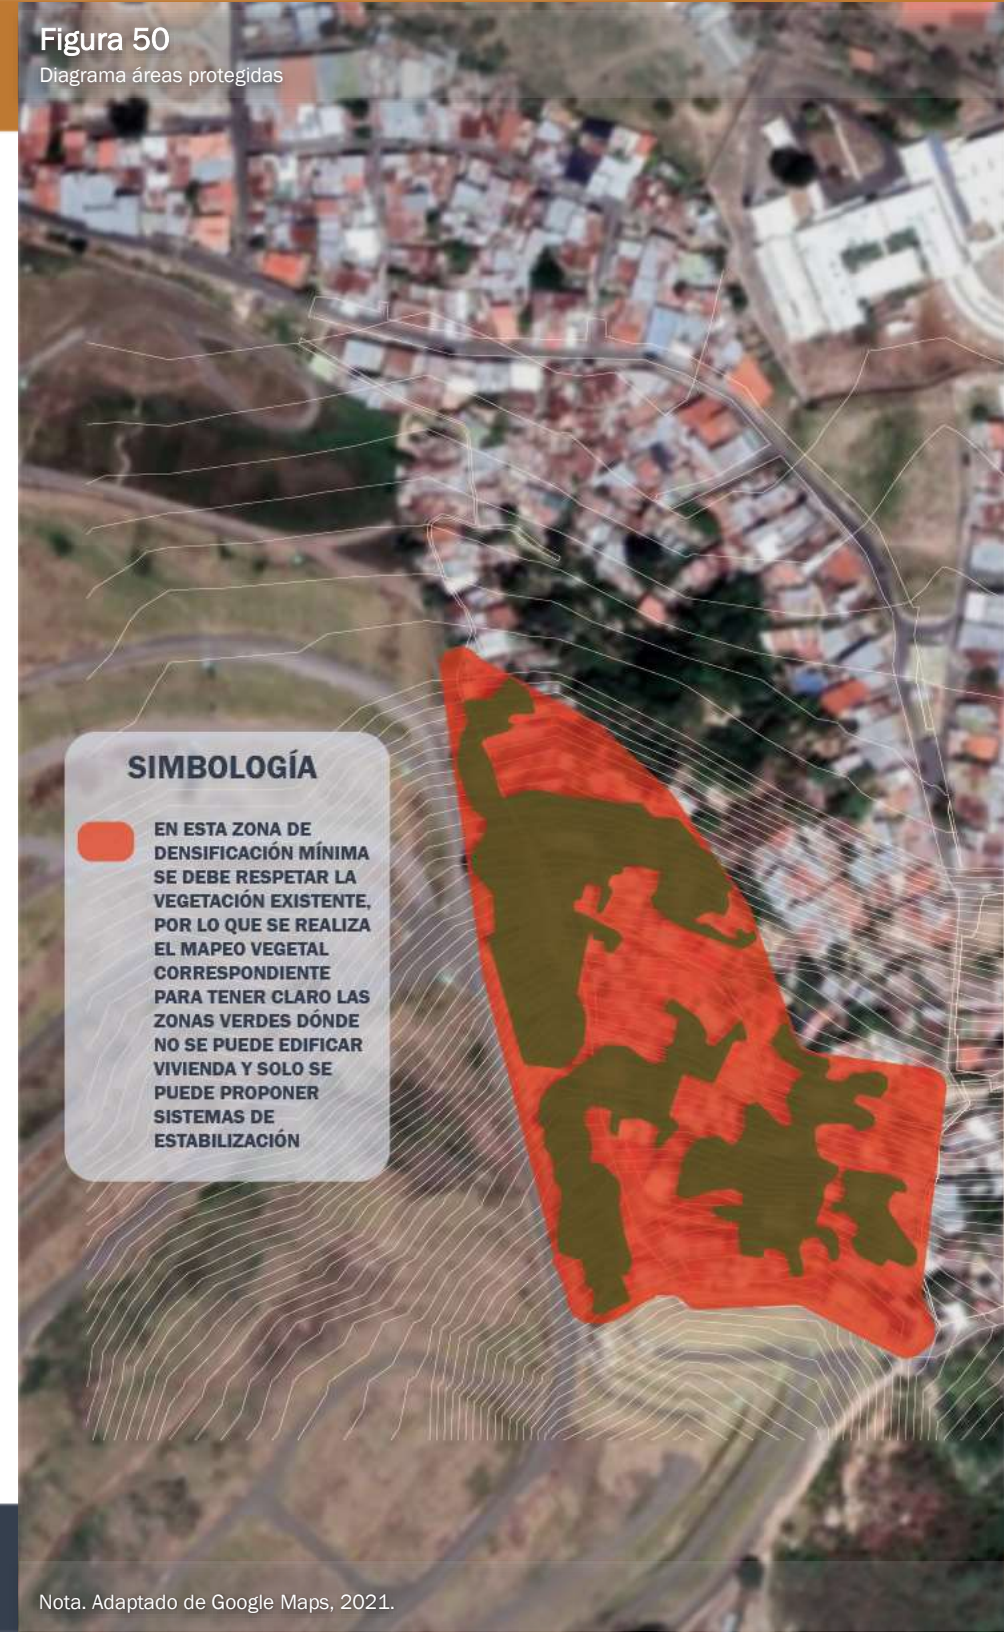 Figura 50
Diagrama áreas protegidas
SIMBOLOGÍA
EN ESTA ZONA DE
DENSIFICACIÓN MÍNIMA
SE DEBE RESPETAR LA
VEGETACIÓN EXISTENTE,
POR LO QUE SE REALIZA
EL MAPEO VEGETAL
CORRESPONDIENTE
PARA TENER CLARO LAS
ZONAS VERDES DÓNDE
NO SE PUEDE EDIFICAR
VIVIENDA Y SOLO SE
PUEDE PROPONER
SISTEMAS DE
ESTABILIZACIÓN
Nota. Adaptado de Google Maps, 2021.